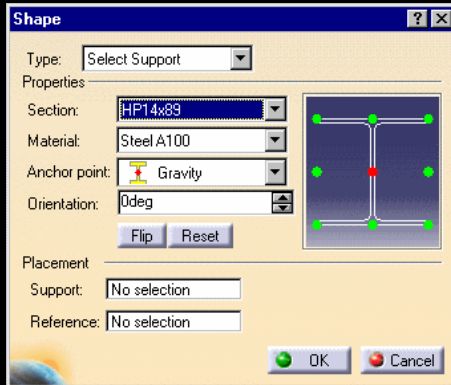 Shape
Type: Select Support
Properties
Section: HP14x89
Material: Steel A100
Anchor point: Gravity
Orientation: 0deg
Flip Reset
Placement
Support: No selection
Reference: No selection
OK Cancel